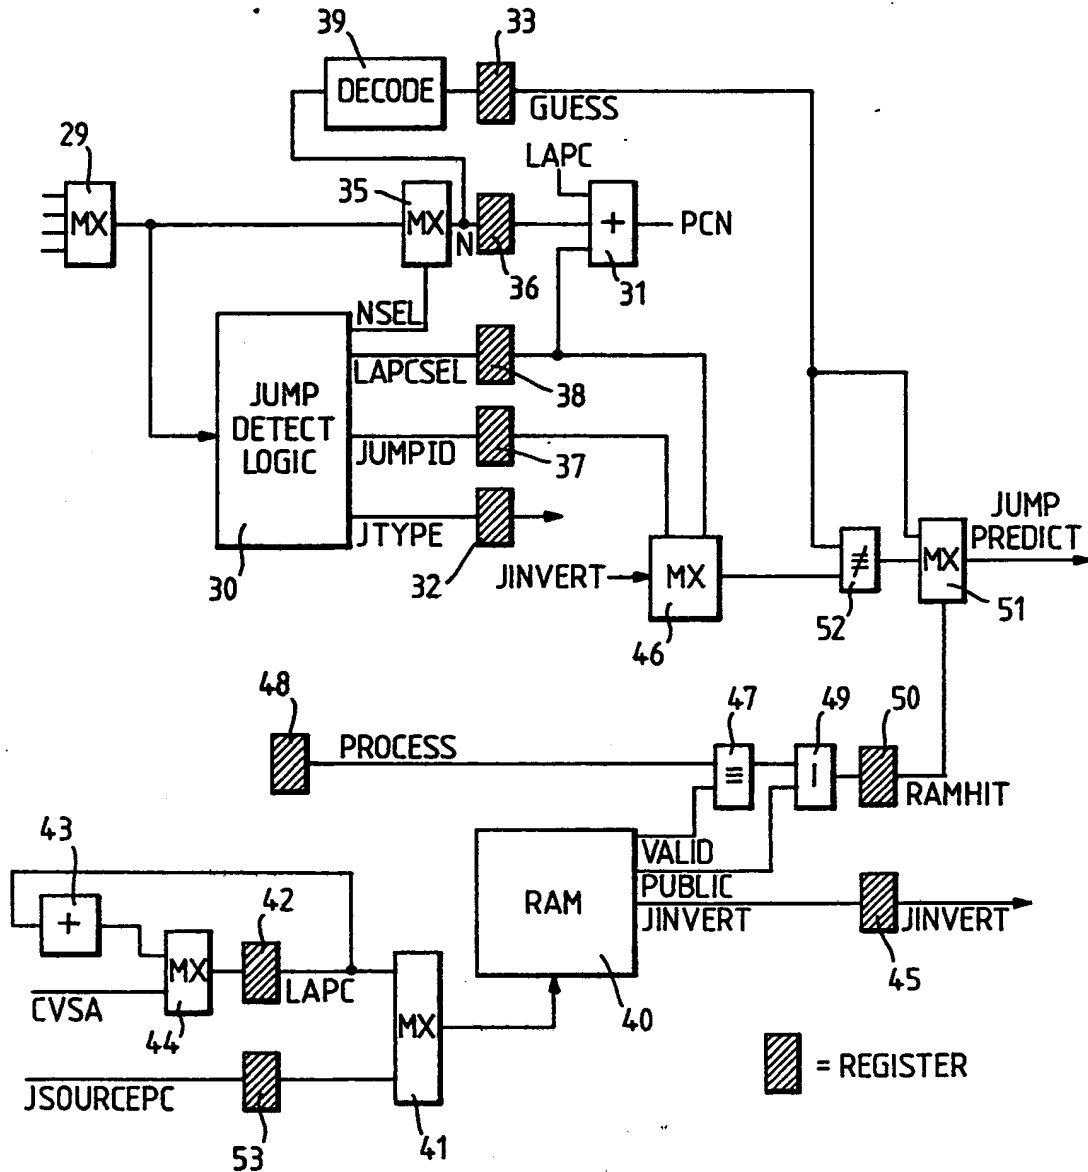 39
33
DECODE
GUESS
29
LAPC
35
MX
MX
N
+
PCN
36
31
NSEL
LAPCSEL
38
JUMP
DETECT
LOGIC
JUMPID
37
JTYPE
30
32
JUMP
PREDICT
JINVERT
MX
≠
MX
46
52
51
48
47
49
50
PROCESS
≡
I
RAMHIT
43
VALID
PUBLIC
RAM
JINVERT
JINVERT
42
+
MX
LAPC
45
CVSA
44
MX
40
= REGISTER
JSOURCEPC
53
41